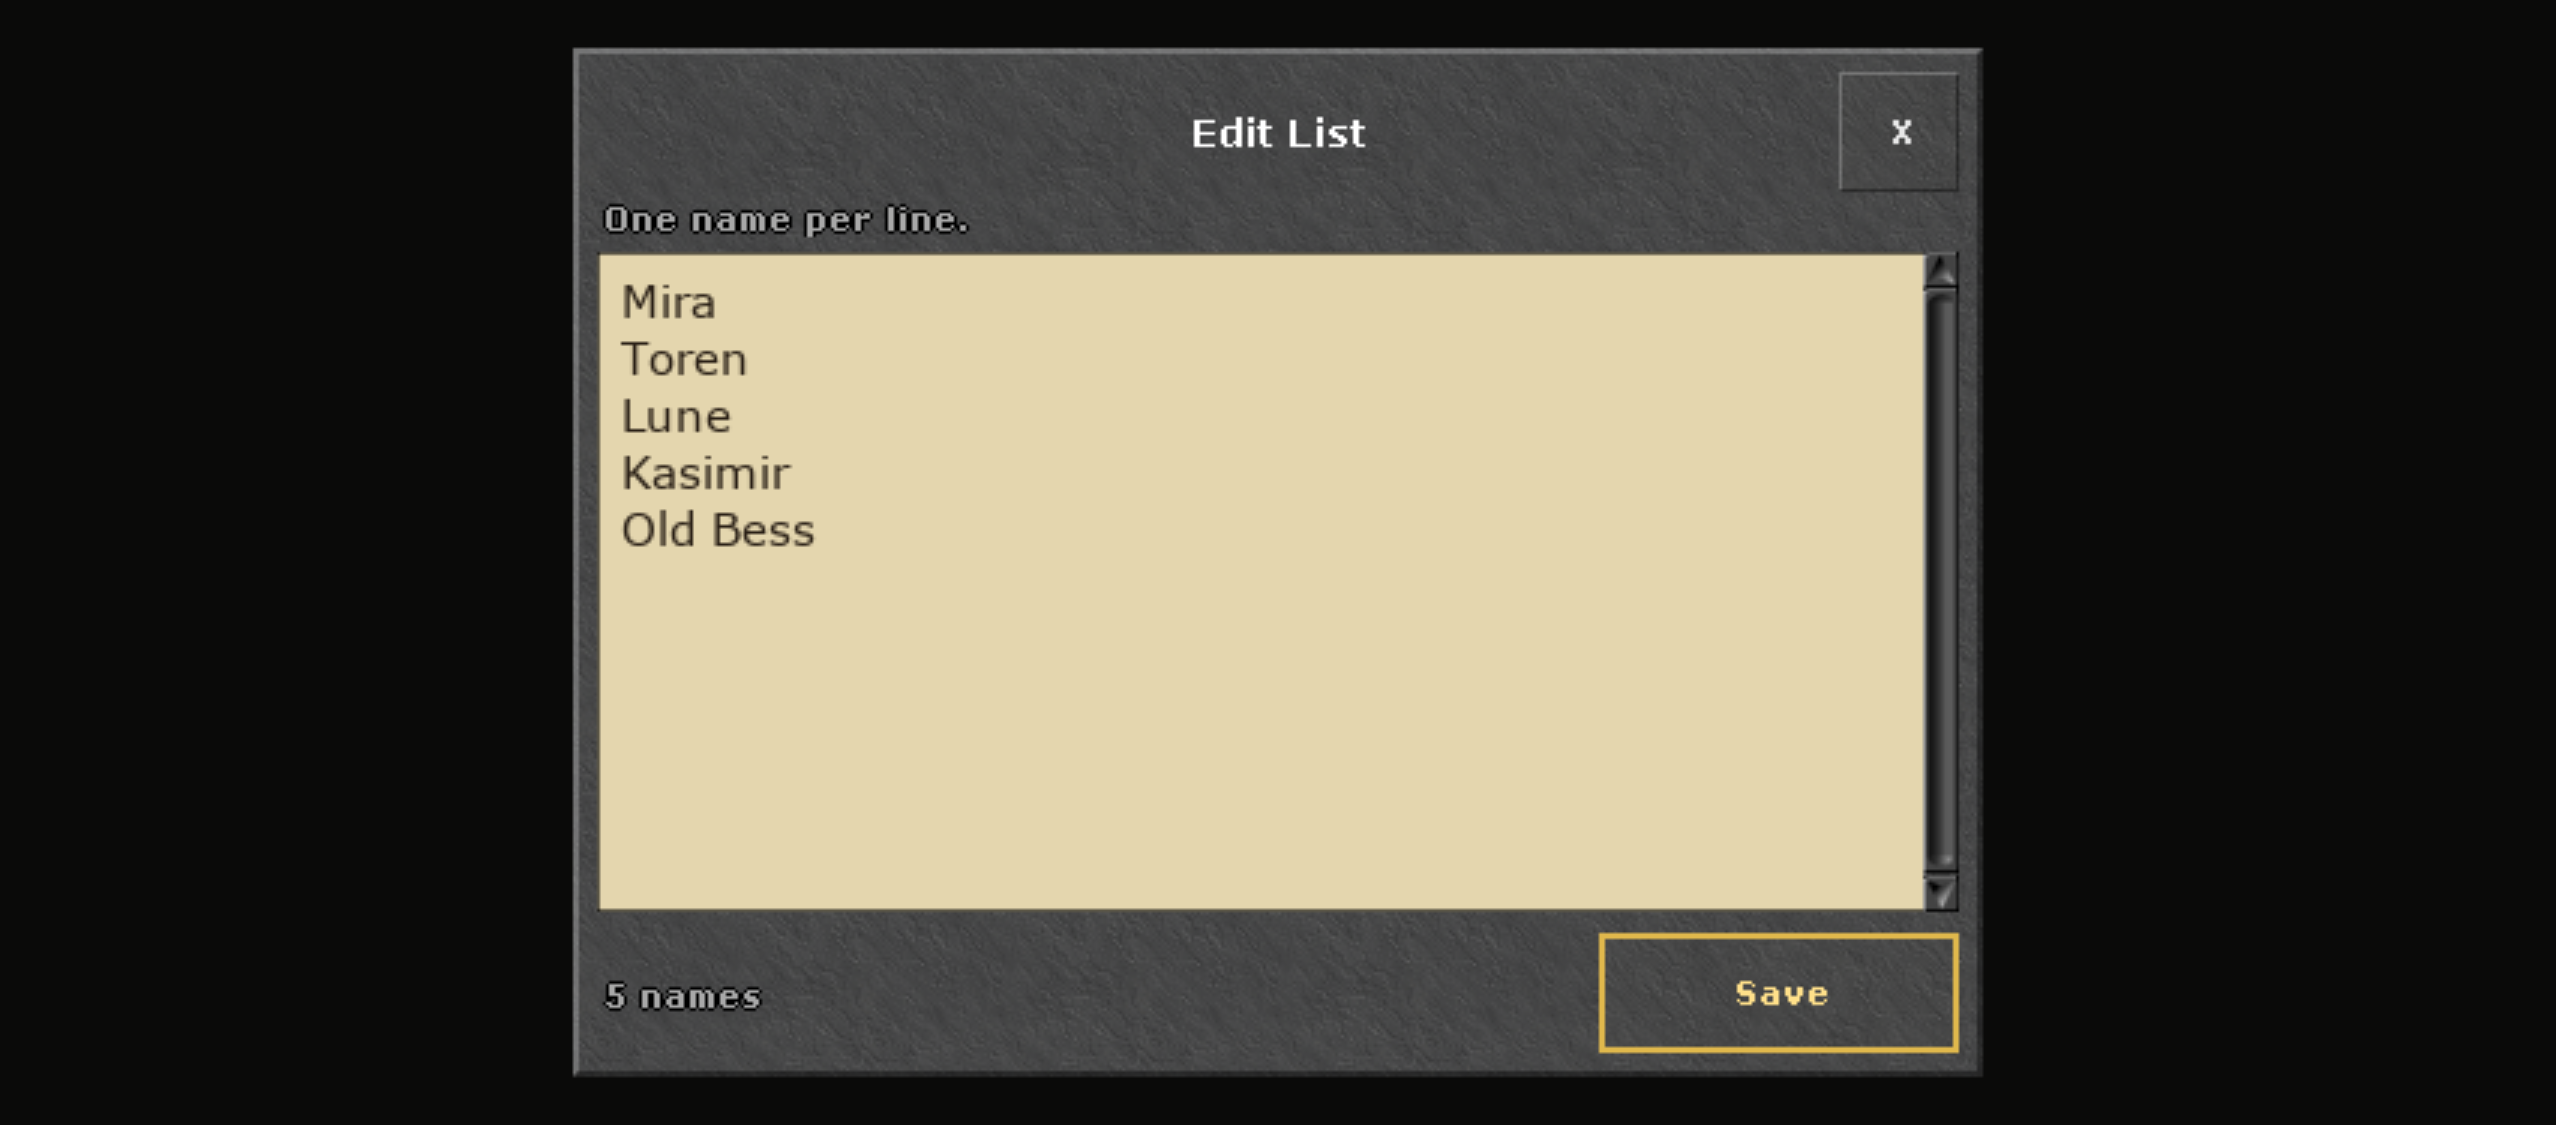 Edit List
X
One name per line.
Mira
Toren
Lune
Kasimir
Old Bess
5 names
Save